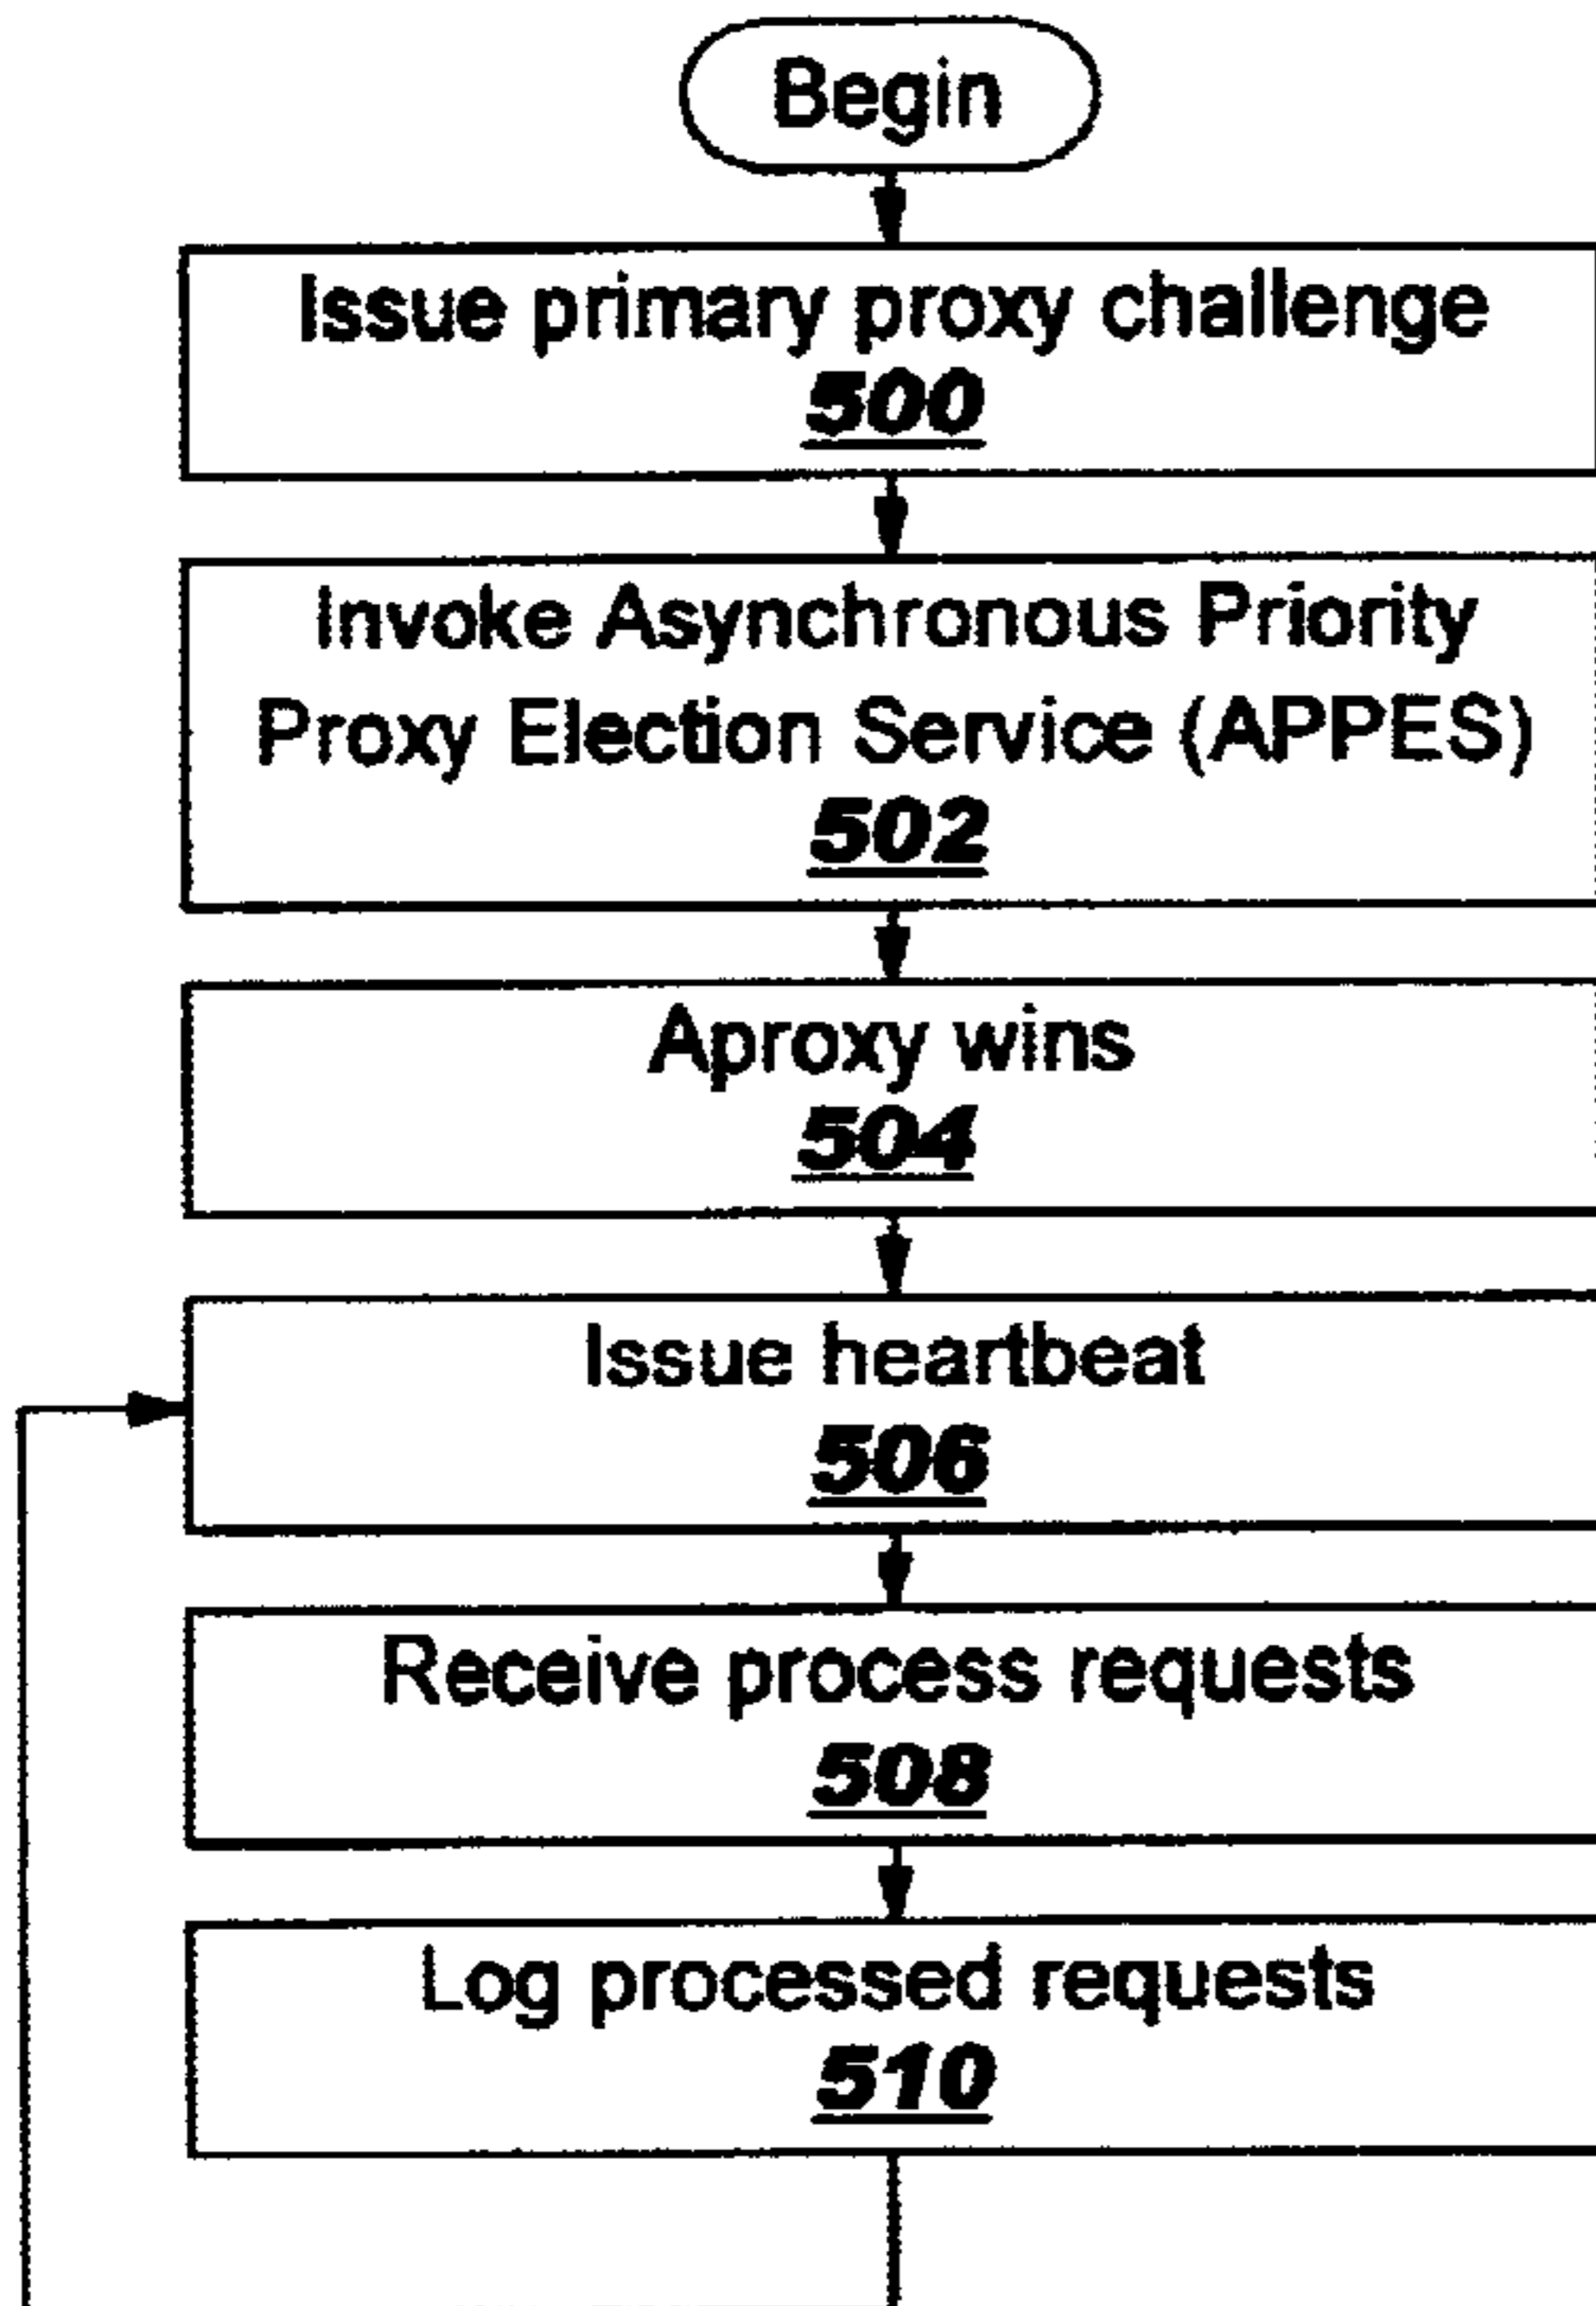 Begin
Issue primary proxy challenge
500
Invoke Asynchronous Priority
Proxy Election Service (APPES)
502
Aproxy wins
504
Issue heartbeat
506
Receive process requests
508
Log processed requests
510